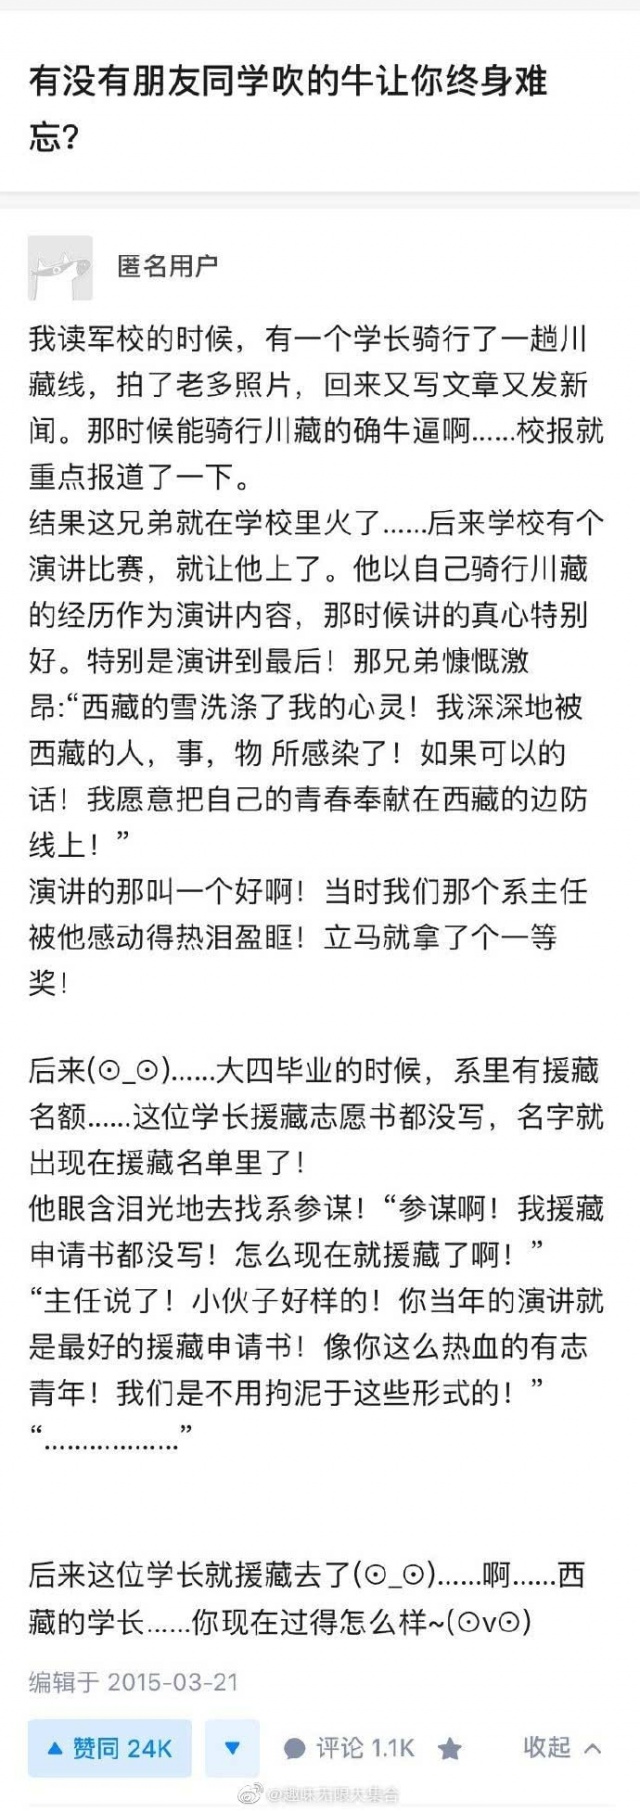 有没有朋友同学吹的牛让你终身难
忘?
匿名用户
我读军校的时候，有一个学长骑行了一趟川
藏线，拍了老多照片，回来又写文章又发新
闻。那时候能骑行川藏的确牛逼啊......校报就
重点报道了一下。
结果这兄弟就在学校里火了......后来学校有个
演讲比赛，就让他上了。他以自己骑行川藏
的经历作为演讲内容，那时候讲的真心特别
好。特别是演讲到最后！那兄弟慷慨激
昂:“西藏的雪洗涤了我的心灵！我深深地被
西藏的人，事，物 所感染了！如果可以的
话！我愿意把自己的青春奉献在西藏的边防
线上！”
演讲的那叫一个好啊！当时我们那个系主任
被他感动得热泪盈眶！立马就拿了个一等
奖！
后来(⊙_⊙)......大四毕业的时候，系里有援藏
名额......这位学长援藏志愿书都没写，名字就
出现在援藏名单里了！
他眼含泪光地去找系参谋！“参谋啊！我援藏
申请书都没写！怎么现在就援藏了啊！”
“主任说了！小伙子好样的！你当年的演讲就
是最好的援藏申请书！像你这么热血的有志
青年！我们是不用拘泥于这些形式的！”
“..................”
后来这位学长就援藏去了(⊙_⊙)......啊......西
藏的学长......你现在过得怎么样~(⊙v⊙)
编辑于 2015-03-21
赞同 24K 评论 1.1K 收起
@趣味无限大集合